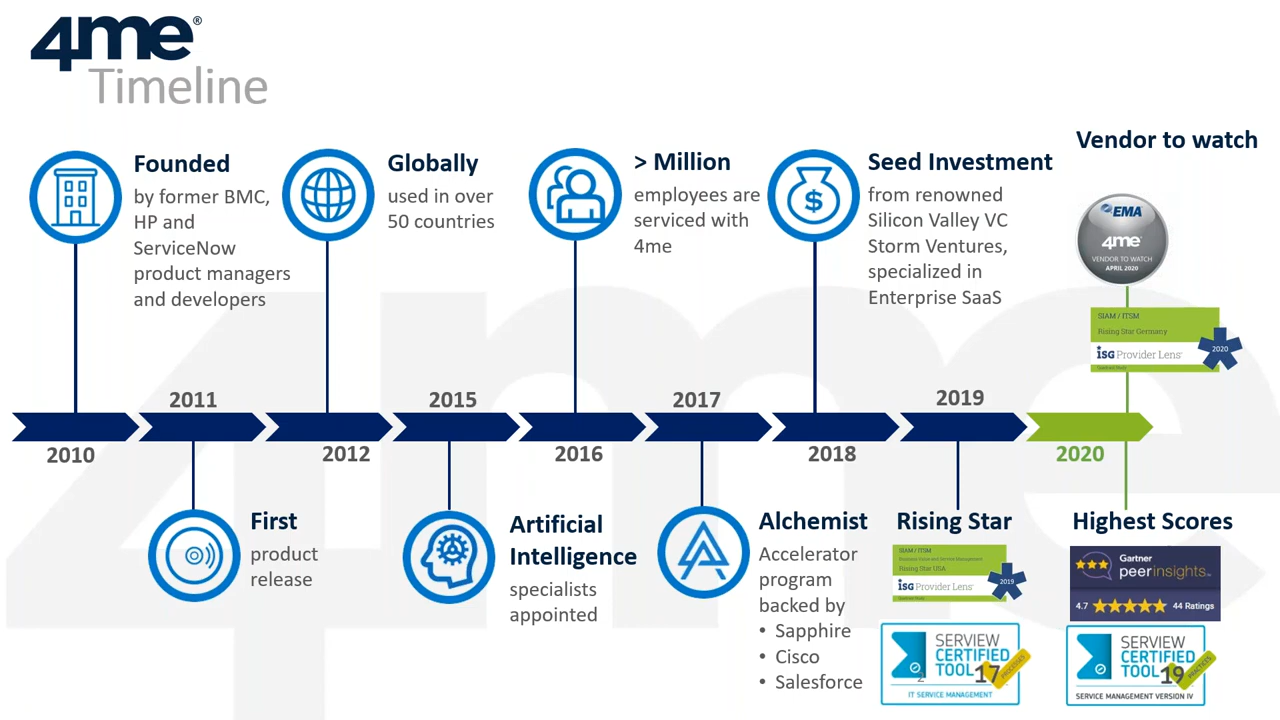 4me®
Timeline
Founded
by former BMC,
HP and
ServiceNow
product managers
and developers
Globally
used in over
50 countries
> Million
employees are
serviced with
4me
Seed Investment
from renowned
Silicon Valley VC
Storm Ventures,
specialized in
Enterprise SaaS
Vendor to watch
EMA
4me
VENDOR TO WATCH
APRIL 2020
SIAM / ITSM
Rising Star Germany
ISG Provider Lens
2020
2011
2015
2017
2019
2010
2012
2016
2018
2020
First
product
release
Artificial
Intelligence
specialists
appointed
Alchemist
Accelerator
program
backed by
• Sapphire
• Cisco
• Salesforce
Rising Star
SIAM / ITSM
Rising Star USA
ISG Provider Lens
2019
SERVIEW
CERTIFIED
TOOL 17
PROCESSES
IT SERVICE MANAGEMENT
2
Highest Scores
Gartner
peerinsights
4.7 44 Ratings
SERVIEW
CERTIFIED
TOOL 19
PRACTICES
SERVICE MANAGEMENT VERSION IV
4me